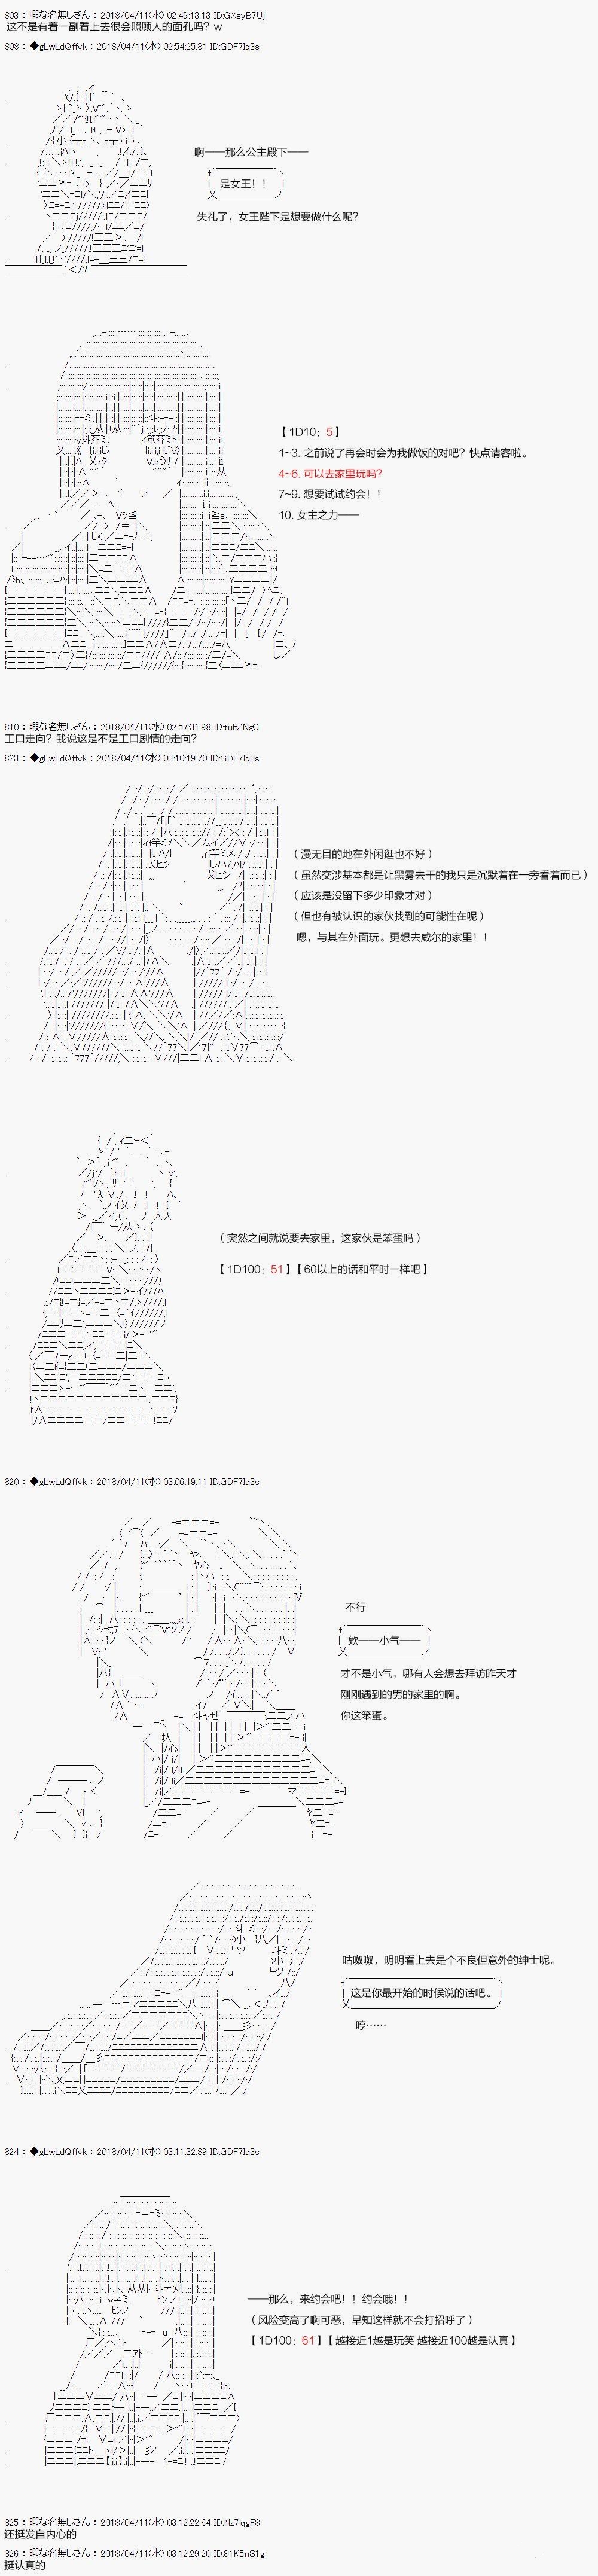 803 : 暇な名無しさん : 2018/04/11(水) 02:49:13.13 ID:GXsyB7Uj
这不是有着一副看上去很会照顾人的面孔吗？w
808 : ◆gLwLdQffvk : 2018/04/11(水) 02:54:25.81 ID:GDF7Iq3s
啊——那么公主殿下——
是女王！！
失礼了，女王陛下是想要做什么呢？
【1D10：5】
1~3. 之前说了再会时会为我做饭的对吧？快点请客啦。
4~6. 可以去家里玩吗？
7~9. 想要试试约会！！
10. 女主之力——
810 : 暇な名無しさん : 2018/04/11(水) 02:57:31.98 ID:tulfZNgG
工口走向？我说这是不是工口剧情的走向？
823 : ◆gLwLdQffvk : 2018/04/11(水) 03:10:19.70 ID:GDF7Iq3s
（漫无目的地在外闲逛也不好）
（虽然交涉基本都是让黑雾去干的我只是沉默着在一旁看着而已）
（应该是没留下多少印象才对）
（但也有被认识的家伙找到的可能性在呢）
嗯，与其在外面玩。更想去威尔的家里！！
（突然之间就说要去家里，这家伙是笨蛋吗）
【1D100：51】【60以上的话和平时一样吧】
820 : ◆gLwLdQffvk : 2018/04/11(水) 03:06:19.11 ID:GDF7Iq3s
不行
欸——小气——
才不是小气，哪有人会想去拜访昨天才
刚刚遇到的男的家里的啊。
你这笨蛋。
咕呶呶，明明看上去是个不良但意外的绅士呢。
这是你最开始的时候说的话吧。
哼……
824 : ◆gLwLdQffvk : 2018/04/11(水) 03:11:32.89 ID:GDF7Iq3s
——那么，来约会吧！！约会哦！！
（风险变高了啊可恶，早知道这样就不会打招呼了）
【1D100：61】【越接近1越是玩笑 越接近100越是认真】
825 : 暇な名無しさん : 2018/04/11(水) 03:12:22.64 ID:Nz7lqgF8
还挺发自内心的
826 : 暇な名無しさん : 2018/04/11(水) 03:12:29.20 ID:81K5nS1g
挺认真的